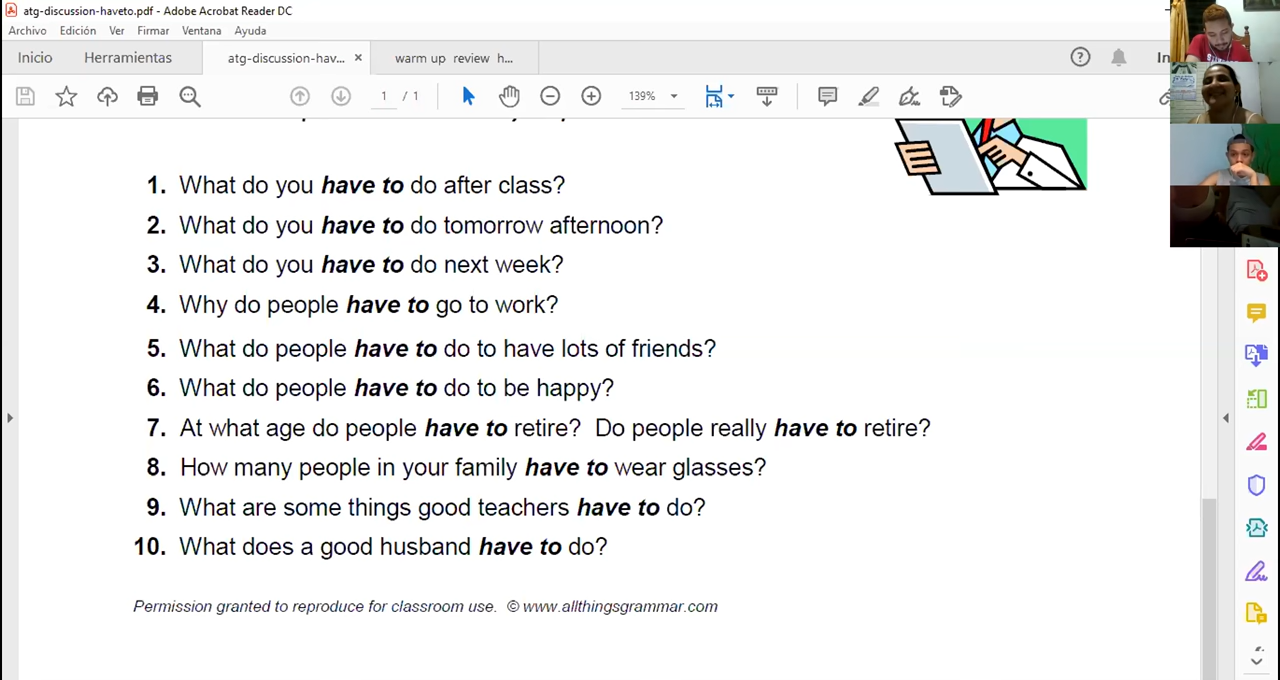 atg-discussion-haveto.pdf - Adobe Acrobat Reader DC
Archivo Edición Ver Firmar Ventana Ayuda
Inicio Herramientas atg-discussion-hav... × warm up review h... ?
1 / 1 139%
1. What do you have to do after class?
2. What do you have to do tomorrow afternoon?
3. What do you have to do next week?
4. Why do people have to go to work?
5. What do people have to do to have lots of friends?
6. What do people have to do to be happy?
7. At what age do people have to retire? Do people really have to retire?
8. How many people in your family have to wear glasses?
9. What are some things good teachers have to do?
10. What does a good husband have to do?
Permission granted to reproduce for classroom use. © www.allthingsgrammar.com